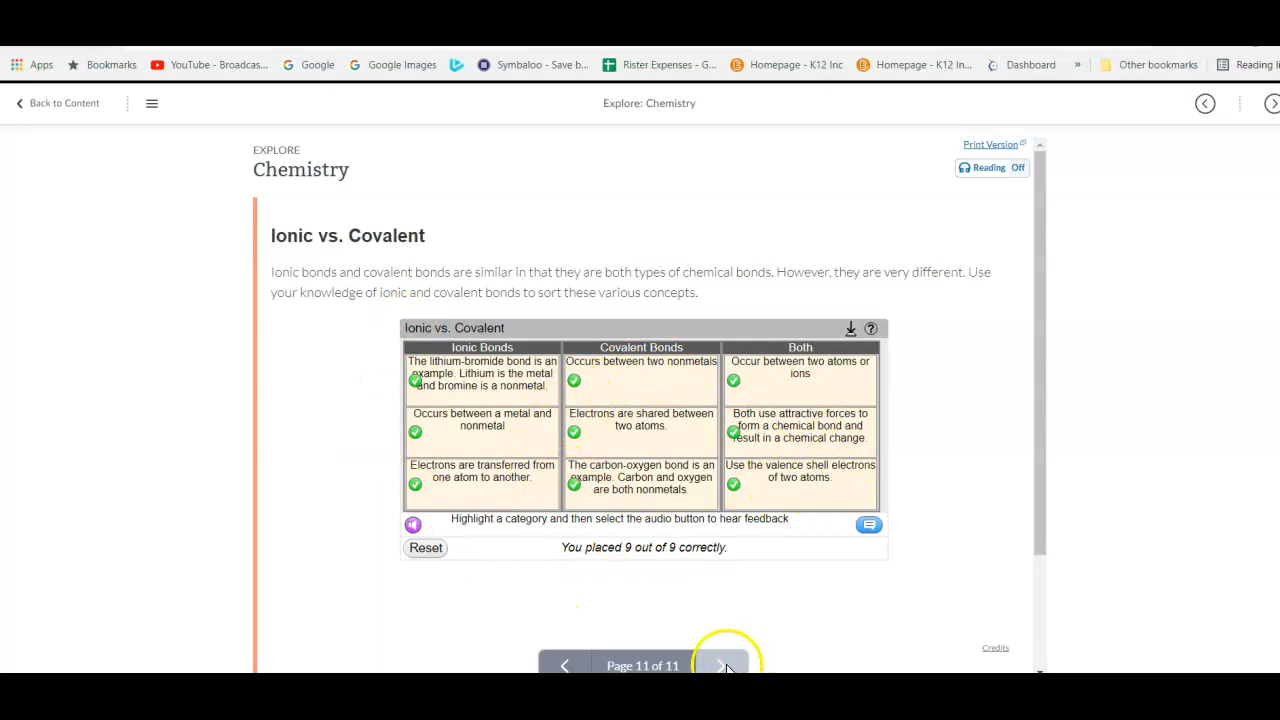 Apps Bookmarks YouTube - Broadcas... Google Google Images Symbaloo - Save b... Rister Expenses - G... Homepage - K12 Inc Homepage - K12 In... Dashboard » Other bookmarks Reading li
Back to Content Explore: Chemistry
EXPLORE Print Version
Chemistry Reading Off
Ionic vs. Covalent
Ionic bonds and covalent bonds are similar in that they are both types of chemical bonds. However, they are very different. Use
your knowledge of ionic and covalent bonds to sort these various concepts.
Ionic vs. Covalent ?
Ionic Bonds Covalent Bonds Both
The lithium-bromide bond is an
example. Lithium is the metal
and bromine is a nonmetal.
Occurs between two nonmetals
Occur between two atoms or
ions
Occurs between a metal and
nonmetal
Electrons are shared between
two atoms.
Both use attractive forces to
form a chemical bond and
result in a chemical change.
Electrons are transferred from
one atom to another.
The carbon-oxygen bond is an
example. Carbon and oxygen
are both nonmetals.
Use the valence shell electrons
of two atoms.
Highlight a category and then select the audio button to hear feedback
Reset You placed 9 out of 9 correctly.
Credits
Page 11 of 11